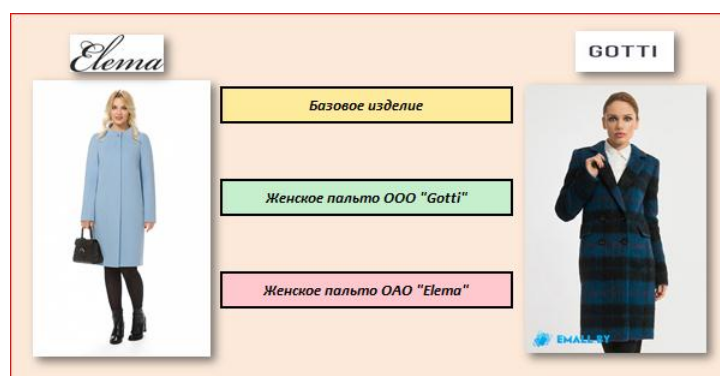 Elema
GOTTI
Базовое изделие
Женское пальто ООО "Gotti"
Женское пальто ОАО "Elema"
EMALL.BY